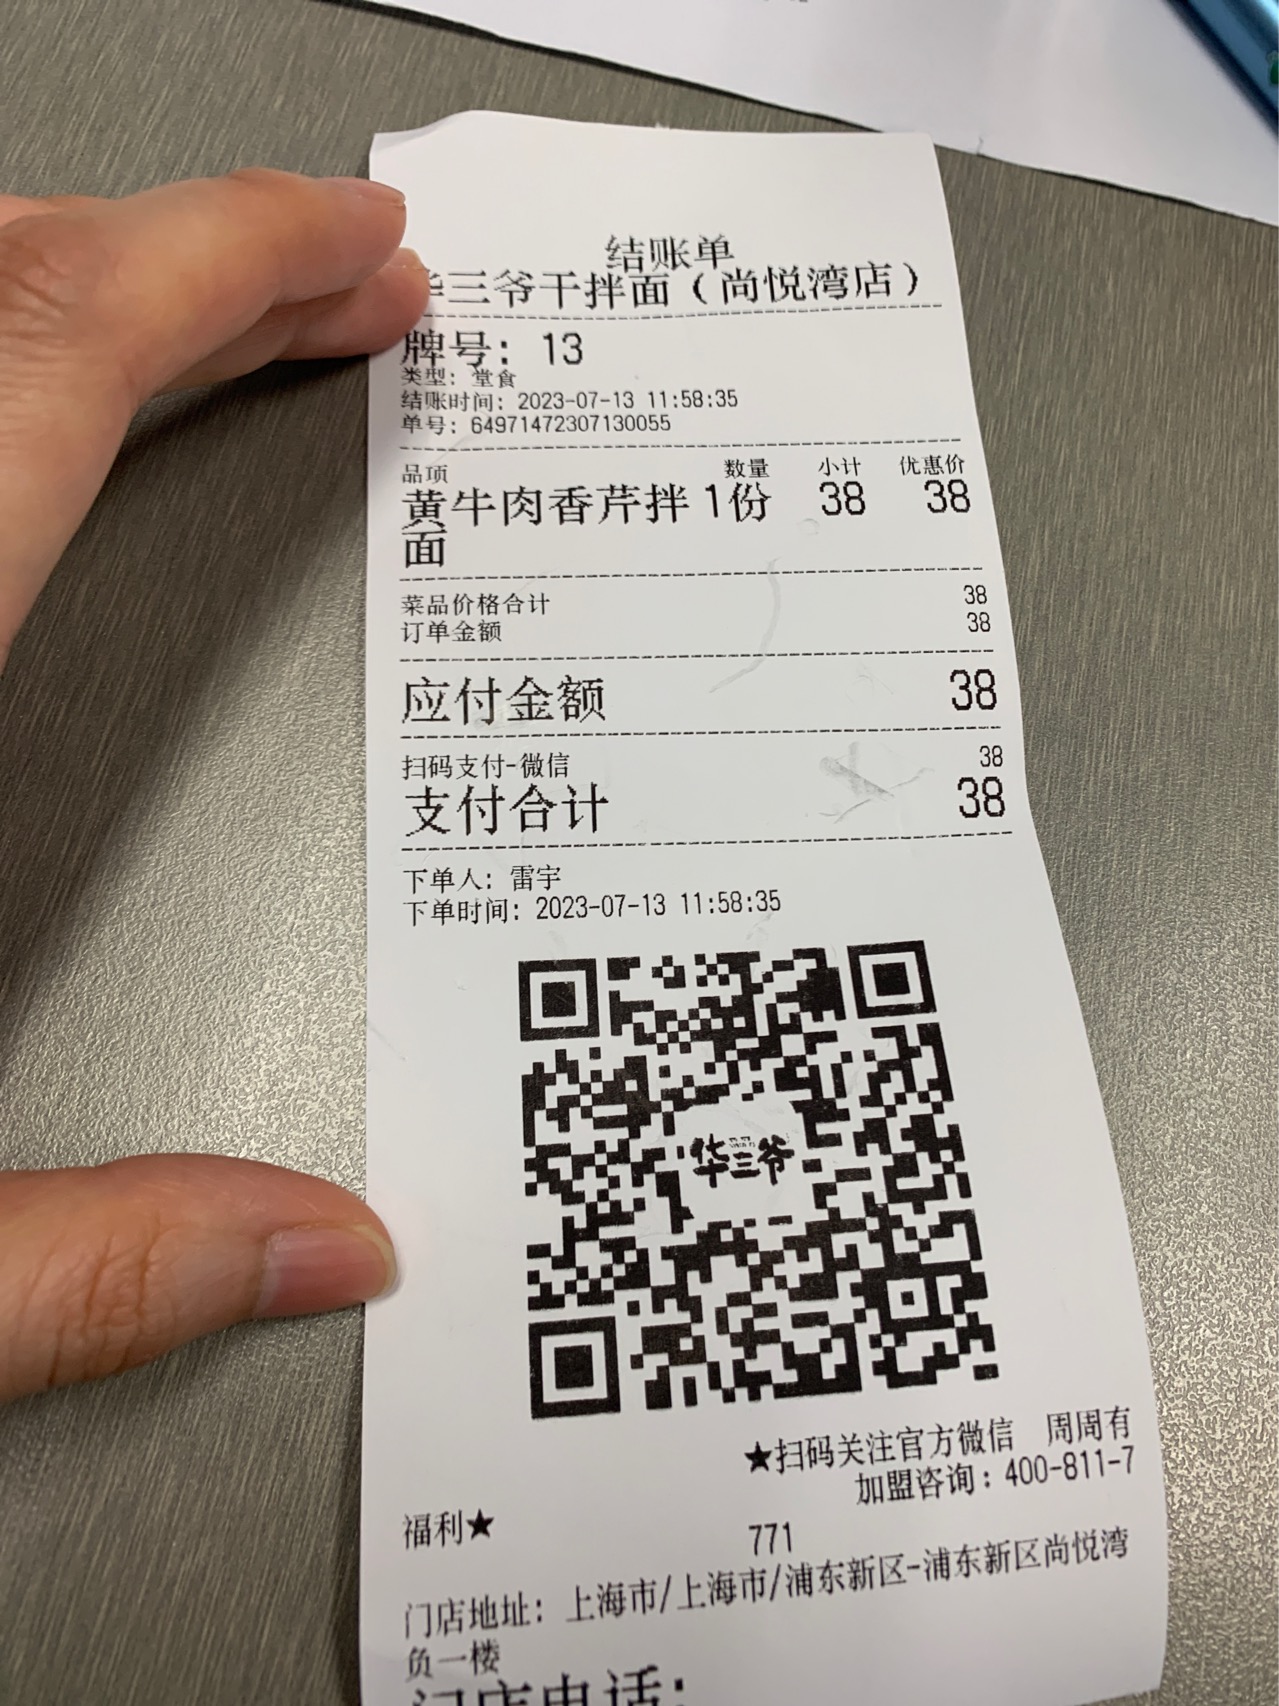 结账单
华三爷干拌面（尚悦湾店）
牌号：13
类型：堂食
结账时间：2023-07-13 11:58:35
单号：64971472307130055
品项 数量 小计 优惠价
黄牛肉香芹拌 1份 38 38
面
菜品价格合计 38
订单金额 38
应付金额 38
扫码支付-微信 38
支付合计 38
下单人：雷宇
下单时间：2023-07-13 11:58:35
华三爷
★扫码关注官方微信 周周有
福利★
加盟咨询：400-811-7
771
门店地址：上海市/上海市/浦东新区-浦东新区尚悦湾
负一楼
门店电话：